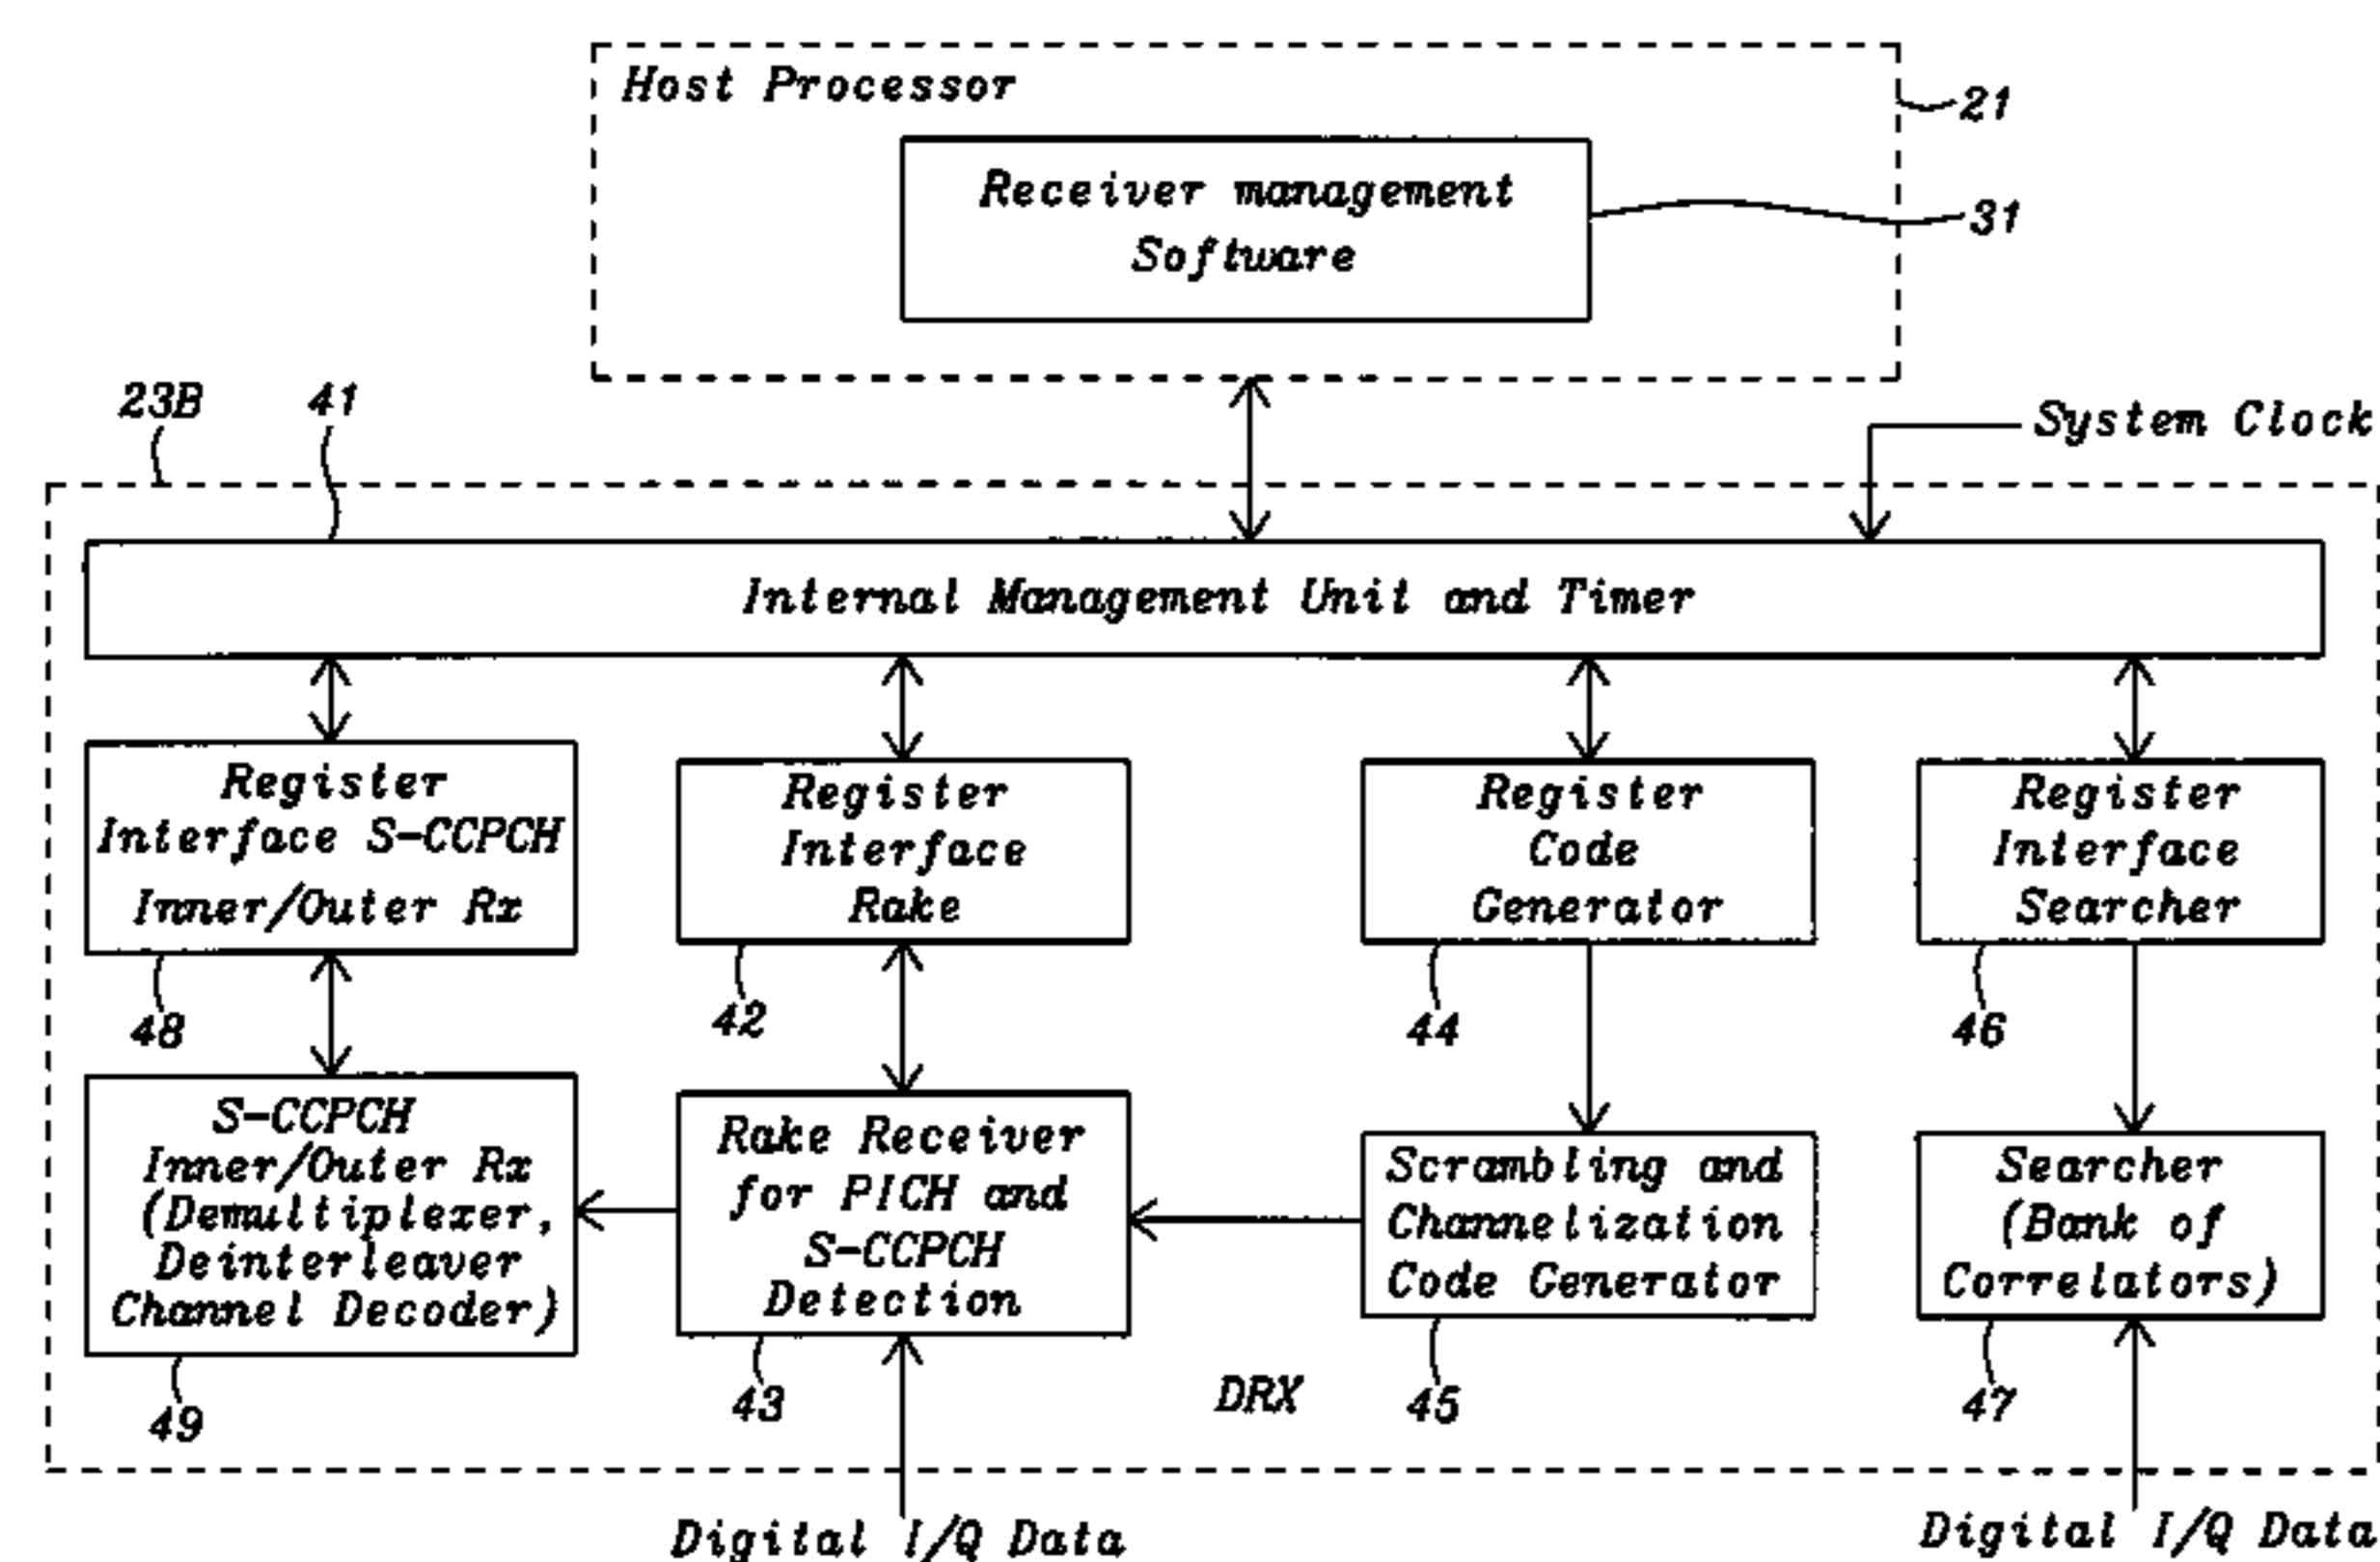 Host Processor
21
Receiver management
Software
31
23B
41
System Clock
Internal Management Unit and Timer
Register
Interface S-CCPCH
Inner/Outer Rx
48
Register
Interface
Rake
42
Register
Code
Generator
44
Register
Interface
Searcher
46
S-CCPCH
Inner/Outer Rx
(Demultiplexer,
Deinterleaver
Channel Decoder)
49
Rake Receiver
for PICH and
S-CCPCH
Detection
43
Scrambling and
Channelization
Code Generator
45
Searcher
(Bank of
Correlators)
47
DRX
Digital I/Q Data
Digital I/Q Data